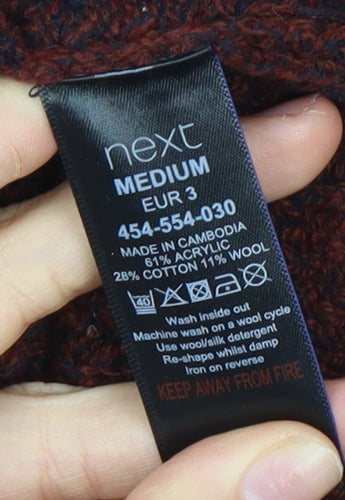 next
MEDIUM
EUR 3
454-554-030
MADE IN CAMBODIA
61% ACRYLIC
28% COTTON 11% WOOL
40
Wash inside out
Machine wash on a wool cycle
Use wool/silk detergent
Re-shape whilst damp
Iron on reverse
KEEP AWAY FROM FIRE